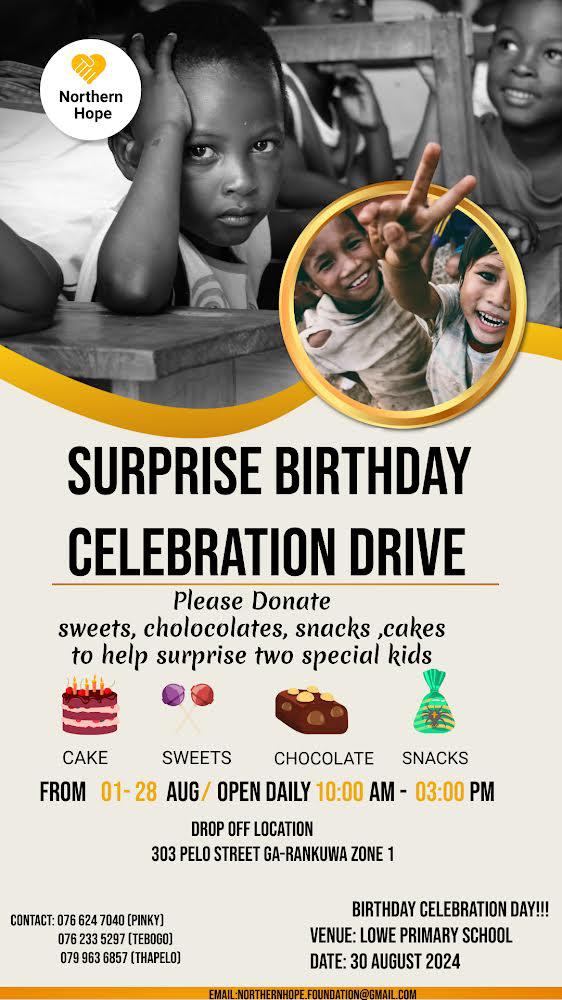 Northern
Hope
SURPRISE BIRTHDAY
CELEBRATION DRIVE
Please Donate
sweets, cholocolates, snacks ,cakes
to help surprise two special kids
CAKE SWEETS CHOCOLATE SNACKS
FROM 01- 28 AUG/ OPEN DAILY 10:00 AM - 03:00 PM
DROP OFF LOCATION
303 PELO STREET GA-RANKUWA ZONE 1
CONTACT: 076 624 7040 (PINKY)
076 233 5297 (TEBOGO)
079 963 6857 (THAPELO)
BIRTHDAY CELEBRATION DAY!!!
VENUE: LOWE PRIMARY SCHOOL
DATE: 30 AUGUST 2024
EMAIL:NORTHERNHOPE.FOUNDATION@GMAIL.COM